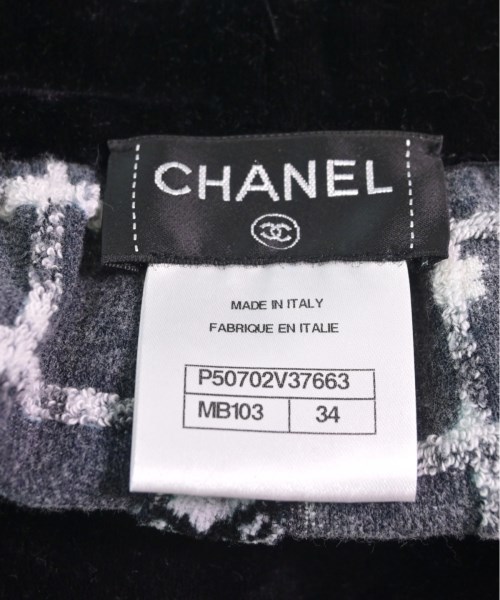 CHANEL
MADE IN ITALY
FABRIQUE EN ITALIE
P50702V37663
MB103 34